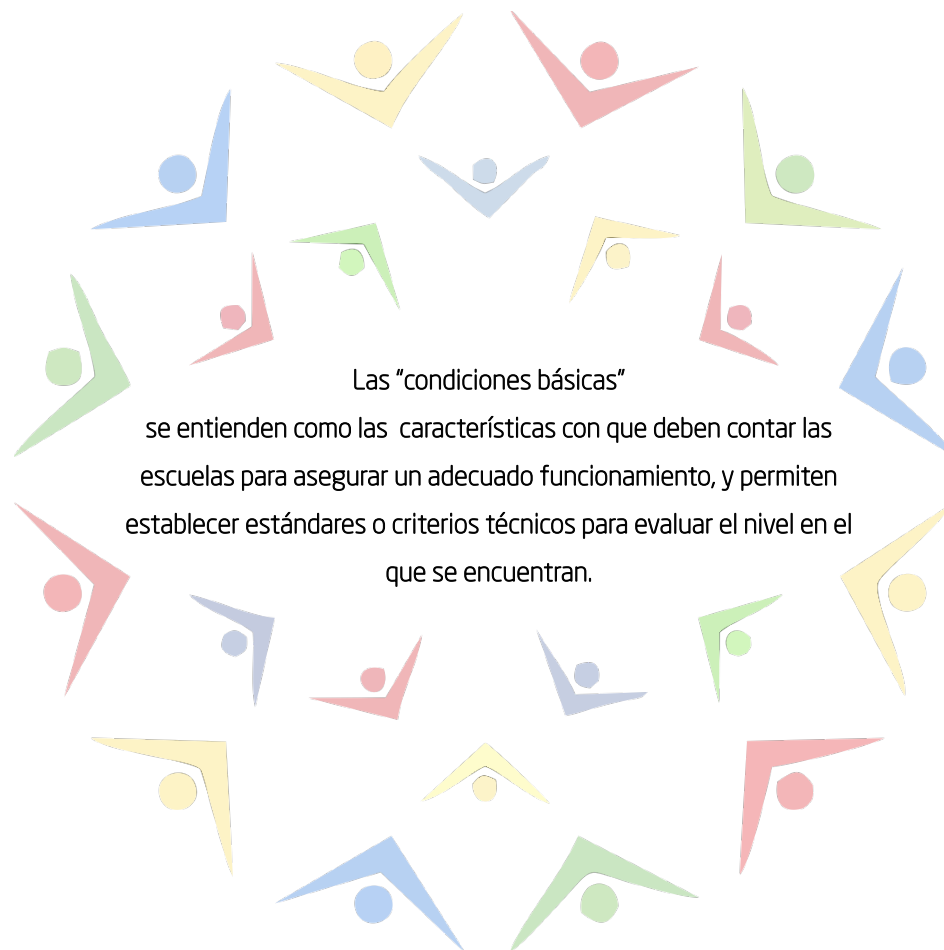 Las “condiciones básicas”
se entienden como las  características con que deben contar las
escuelas para asegurar un adecuado funcionamiento, y permiten
establecer estándares o criterios técnicos para evaluar el nivel en el
que se encuentran.